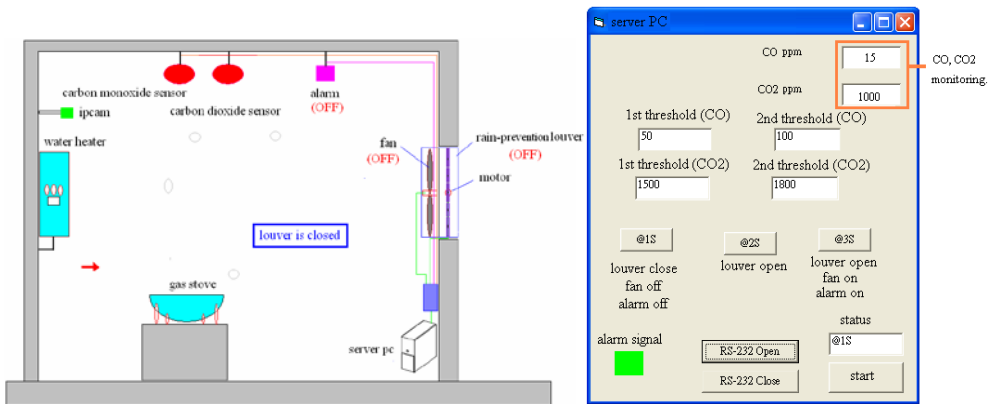 carbon monoxide sensor
carbon dioxide sensor
alarm
(OFF)
ipcam
water heater
fan
(OFF)
rain-prevention louver
(OFF)
motor
louver is closed
gas stove
server pc
server PC
CO ppm
15
CO2 ppm
1000
CO, CO2
monitoring.
1st threshold (CO)
2nd threshold (CO)
50
100
1st threshold (CO2)
2nd threshold (CO2)
1500
1800
@1S
@2S
@3S
louver close
fan off
alarm off
louver open
louver open
fan on
alarm on
status
alarm signal
@1S
RS-232 Open
RS-232 Close
start